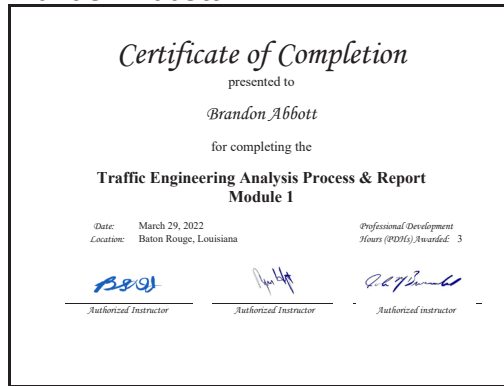 Certificate of Completion
presented to
Brandon Abbott
for completing the
Traffic Engineering Analysis Process & Report
Module 1
Date: March 29, 2022
Location: Baton Rouge, Louisiana
Professional Development
Hours (PDHs) Awarded: 3
Authorized Instructor
Authorized Instructor
Authorized instructor